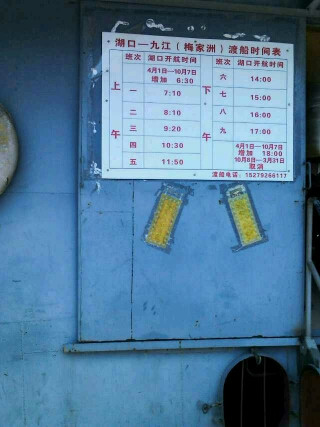 湖口—九江（梅家洲）渡船时间表
班次 湖口开航时间 班次 湖口开航时间
上午
4月1日—10月7日
增加 6:30
一 7:10
二 8:10
三 9:20
四 10:30
五 11:50
下午
六 14:00
七 15:00
八 16:00
九 17:00
4月1日—10月7日
增加 18:00
10月8日—3月31日
取消
渡船电话：15279266117